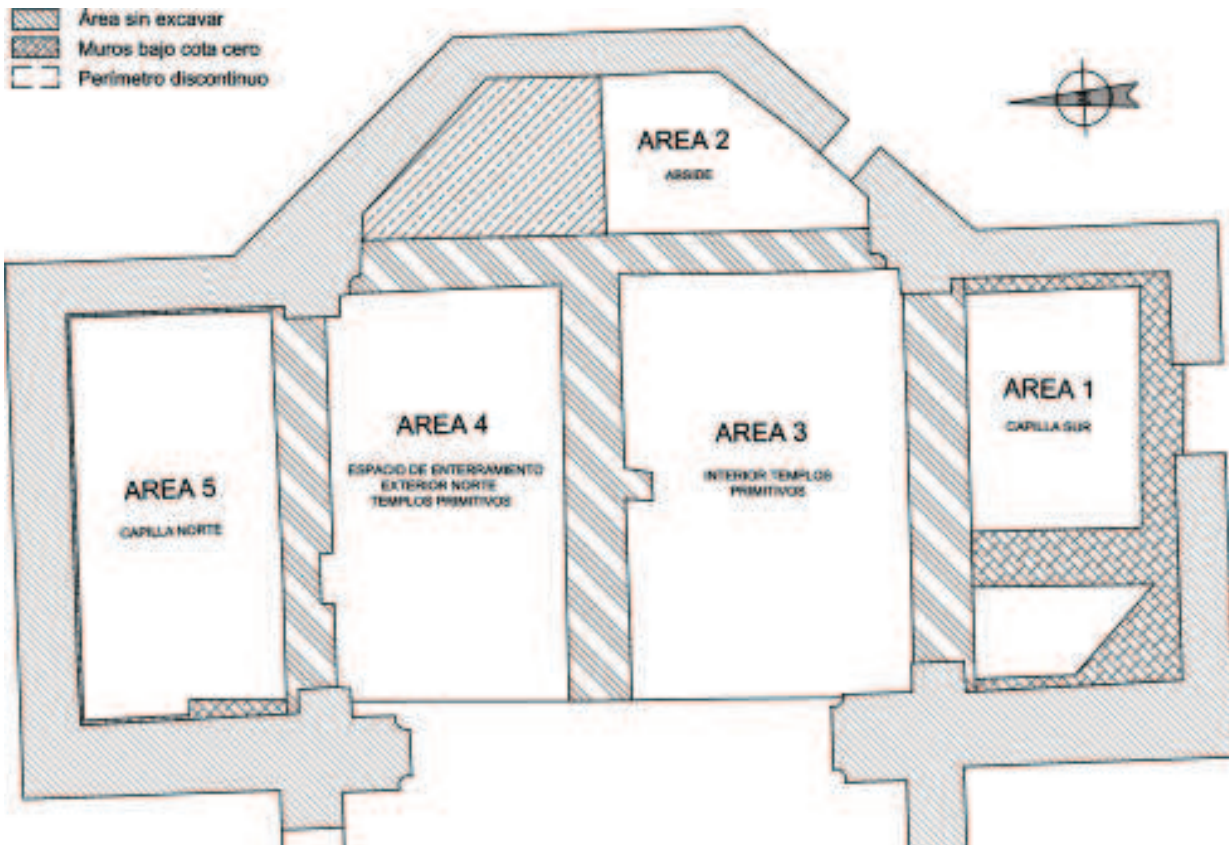 Área sin excavar
Muros bajo cota cero
Perímetro discontinuo
AREA 2
ABSIDE
AREA 1
CAPILLA SUR
AREA 4
ESPACIO DE ENTERRAMIENTO
EXTERIOR NORTE
TEMPLOS PRIMITIVOS
AREA 3
INTERIOR TEMPLOS
PRIMITIVOS
AREA 5
CAPILLA NORTE